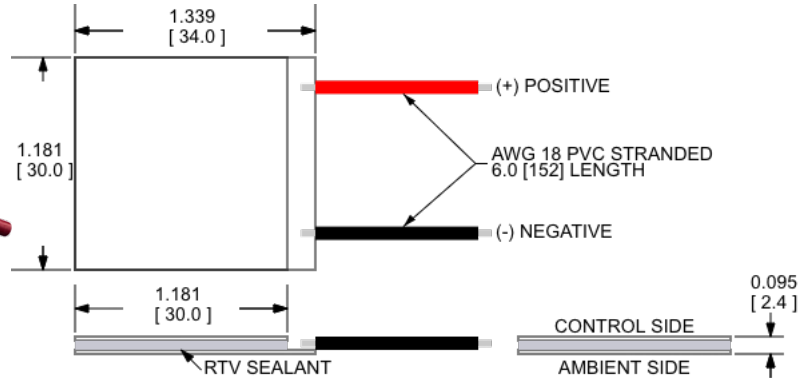 1.339
[ 34.0 ]
(+) POSITIVE
1.181
[ 30.0 ]
AWG 18 PVC STRANDED
6.0 [152] LENGTH
(-) NEGATIVE
1.181
[ 30.0 ]
0.095
[ 2.4 ]
CONTROL SIDE
RTV SEALANT
AMBIENT SIDE